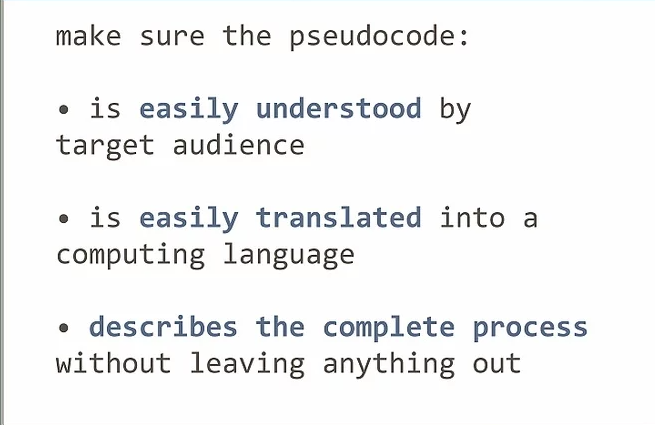 make sure the pseudocode:
• is easily understood by
target audience
• is easily translated into a
computing language
• describes the complete process
without leaving anything out